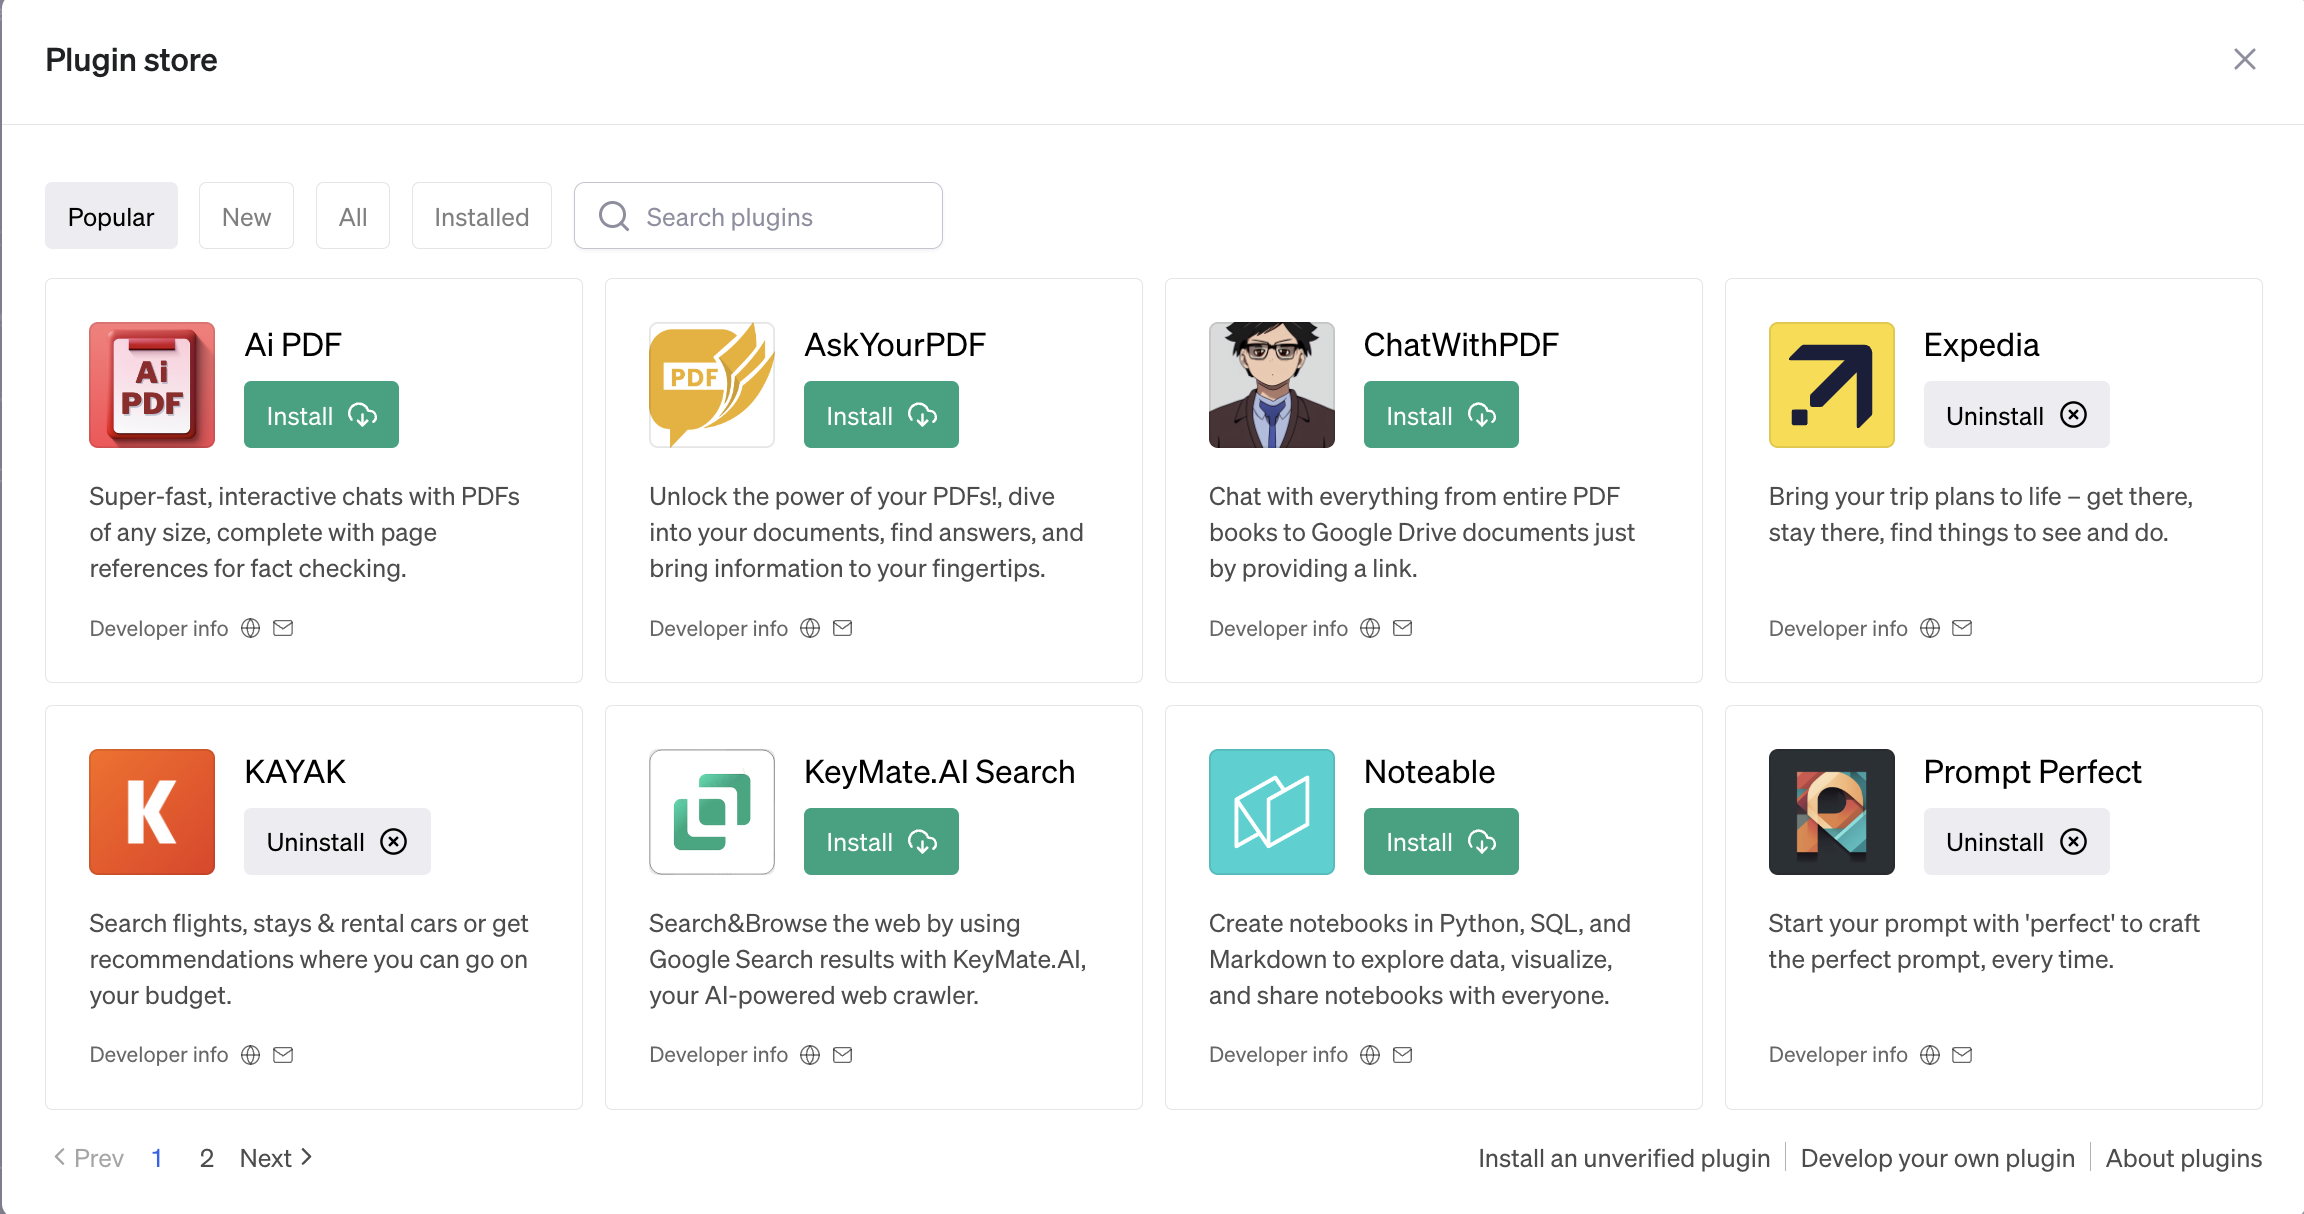 Plugin store
Popular
New
All
Installed
Search plugins
Ai
PDF
Ai PDF
Install
Super-fast, interactive chats with PDFs
of any size, complete with page
references for fact checking.
Developer info
PDF
AskYourPDF
Install
Unlock the power of your PDFs!, dive
into your documents, find answers, and
bring information to your fingertips.
Developer info
ChatWithPDF
Install
Chat with everything from entire PDF
books to Google Drive documents just
by providing a link.
Developer info
Expedia
Uninstall
Bring your trip plans to life – get there,
stay there, find things to see and do.
Developer info
K
KAYAK
Uninstall
Search flights, stays & rental cars or get
recommendations where you can go on
your budget.
Developer info
KeyMate.AI Search
Install
Search&Browse the web by using
Google Search results with KeyMate.AI,
your AI-powered web crawler.
Developer info
Noteable
Install
Create notebooks in Python, SQL, and
Markdown to explore data, visualize,
and share notebooks with everyone.
Developer info
Prompt Perfect
Uninstall
Start your prompt with 'perfect' to craft
the perfect prompt, every time.
Developer info
Prev 1 2 Next
Install an unverified plugin
Develop your own plugin
About plugins